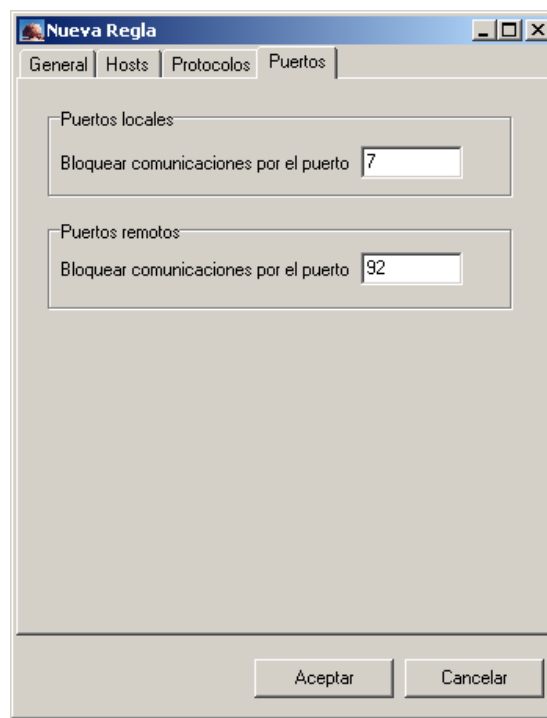 Nueva Regla
General Hosts Protocolos Puertos
Puertos locales
Bloquear comunicaciones por el puerto 7
Puertos remotos
Bloquear comunicaciones por el puerto 92
Aceptar Cancelar